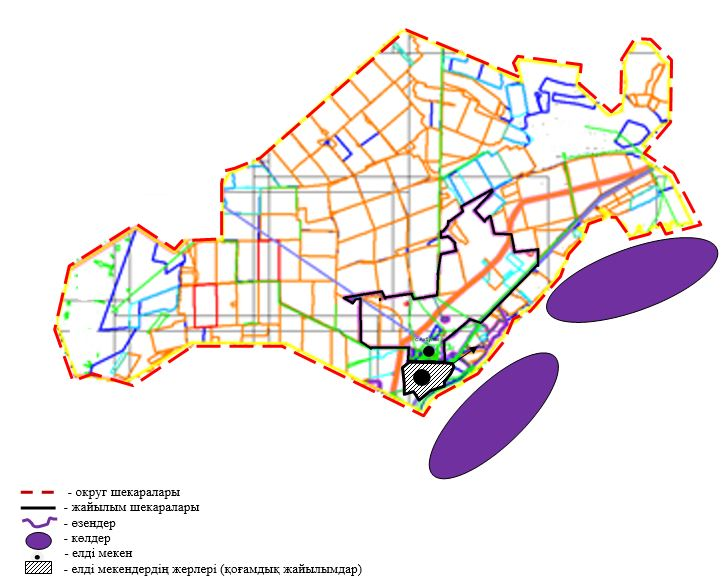 - округ шекаралары
- жайылым шекаралары
- өзендер
- көлдер
- елді мекен
- елді мекендердің жерлері (қоғамдық жайылымдар)